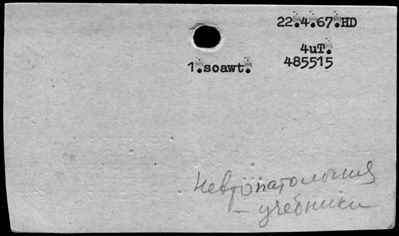 22.4.67.HD
4uT.
1.soawt. 485515
Невропатология
– учебники